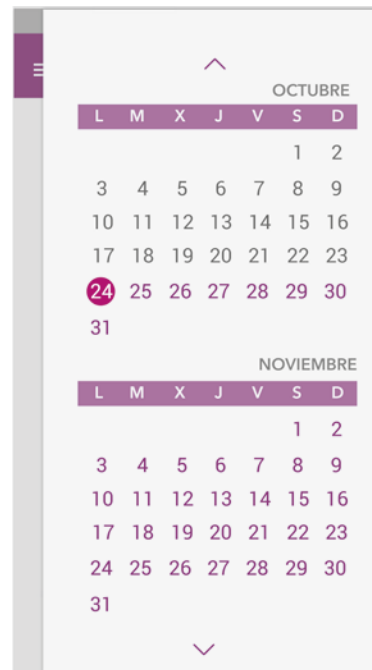 OCTUBRE
L M X J V S D
1 2
3 4 5 6 7 8 9
10 11 12 13 14 15 16
17 18 19 20 21 22 23
24 25 26 27 28 29 30
31
NOVIEMBRE
L M X J V S D
1 2
3 4 5 6 7 8 9
10 11 12 13 14 15 16
17 18 19 20 21 22 23
24 25 26 27 28 29 30
31